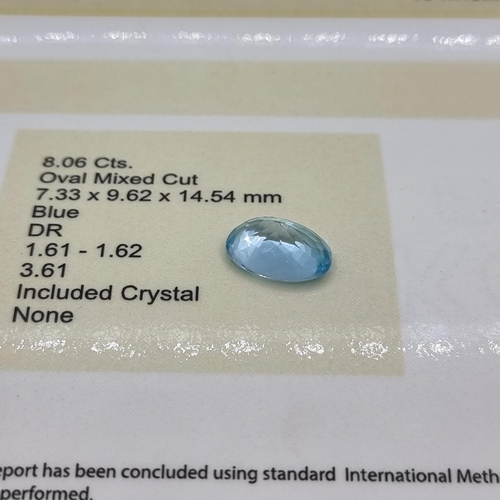 8.06 Cts.
Oval Mixed Cut
7.33 x 9.62 x 14.54 mm
Blue
DR
1.61 - 1.62
3.61
Included Crystal
None
eport has been concluded using standard International Meth
performed.